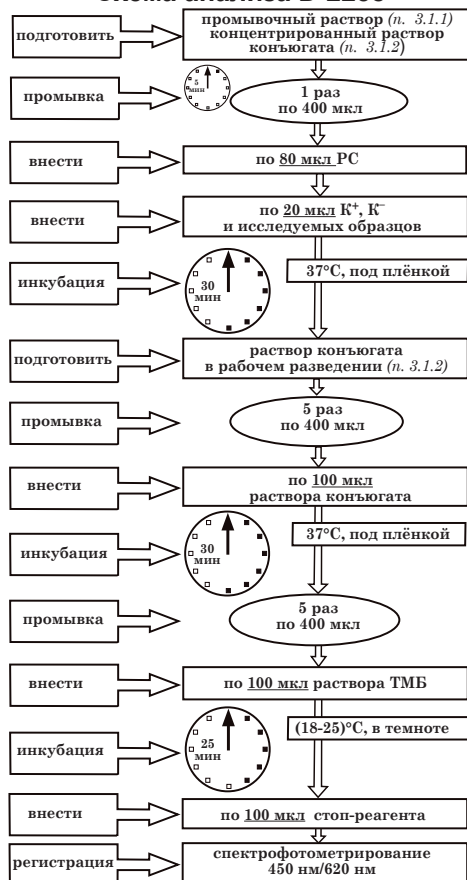 подготовить
промывочный раствор (п. 3.1.1)
концентрированный раствор
конъюгата (п. 3.1.2)
промывка
5
мин
1 раз
по 400 мкл
внести
по 80 мкл РС
внести
по 20 мкл К⁺, К⁻
и исследуемых образцов
инкубация
30
мин
37°С, под плёнкой
подготовить
раствор конъюгата
в рабочем разведении (п. 3.1.2)
промывка
5 раз
по 400 мкл
внести
по 100 мкл
раствора конъюгата
инкубация
30
мин
37°С, под плёнкой
промывка
5 раз
по 400 мкл
внести
по 100 мкл раствора ТМБ
инкубация
25
мин
(18-25)°С, в темноте
внести
по 100 мкл стоп-реагента
регистрация
спектрофотометрирование
450 нм/620 нм